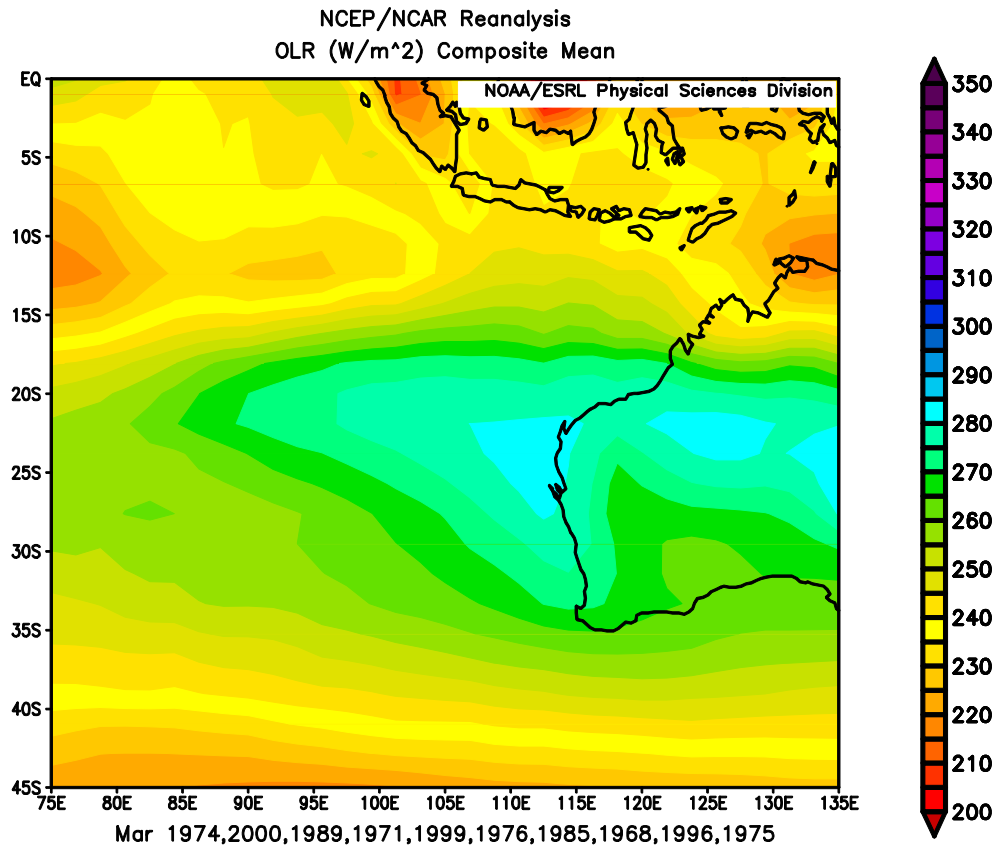 NCEP/NCAR Reanalysis
OLR (W/m^2) Composite Mean
NOAA/ESRL Physical Sciences Division
EQ
5S
10S
15S
20S
25S
30S
35S
40S
45S
75E 80E 85E 90E 95E 100E 105E 110E 115E 120E 125E 130E 135E
Mar 1974,2000,1989,1971,1999,1976,1985,1968,1996,1975
350
340
330
320
310
300
290
280
270
260
250
240
230
220
210
200